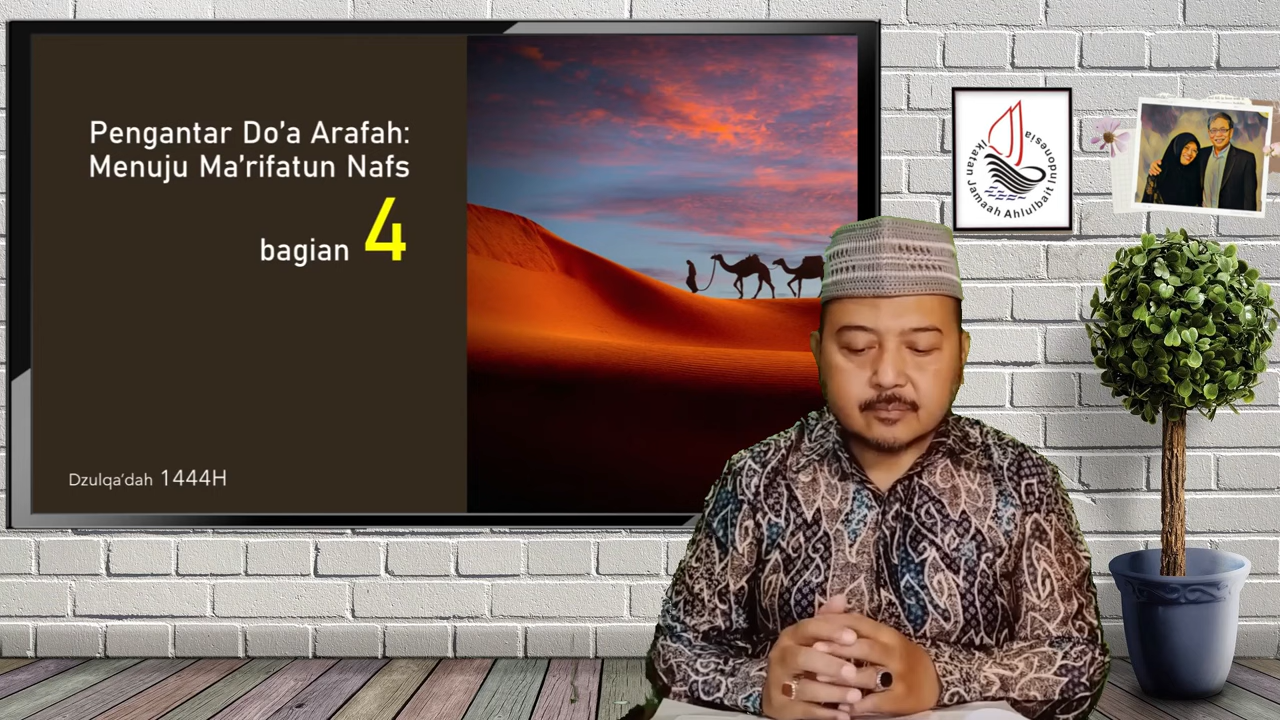 Pengantar Do'a Arafah:
Menuju Ma'rifatun Nafs
bagian 4
Dzulqa'dah 1444H
Ikatan Jamaah Ahlulbait Indonesia